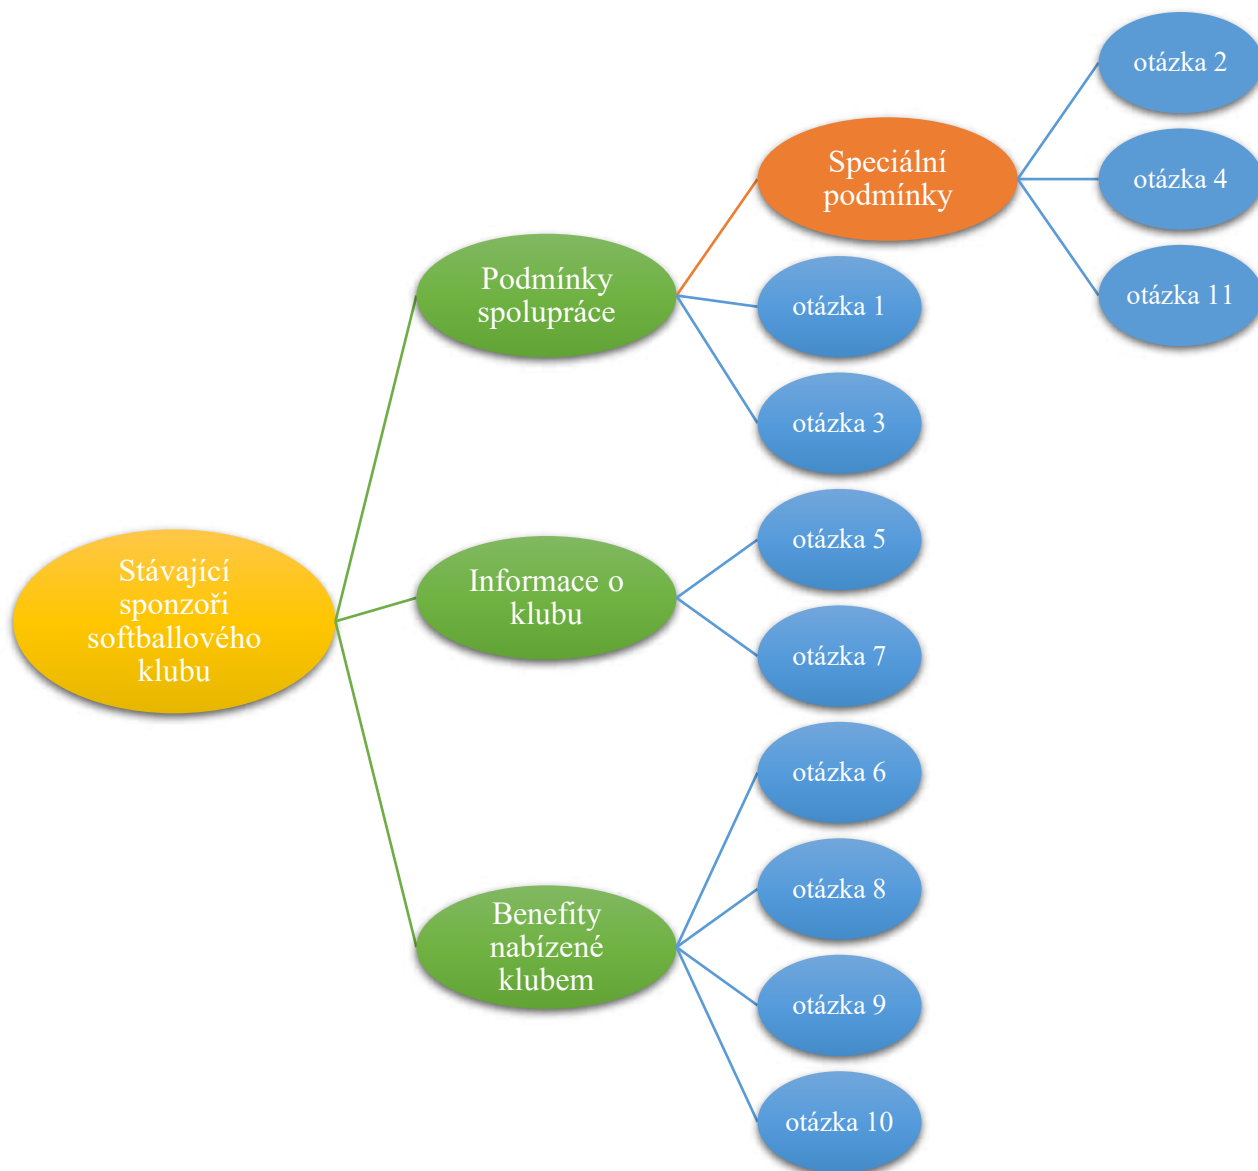 Stávající
sponzoři
softballového
klubu
Podmínky
spolupráce
Speciální
podmínky
otázka 2
otázka 4
otázka 11
otázka 1
otázka 3
Informace o
klubu
otázka 5
otázka 7
Benefity
nabízené
klubem
otázka 6
otázka 8
otázka 9
otázka 10